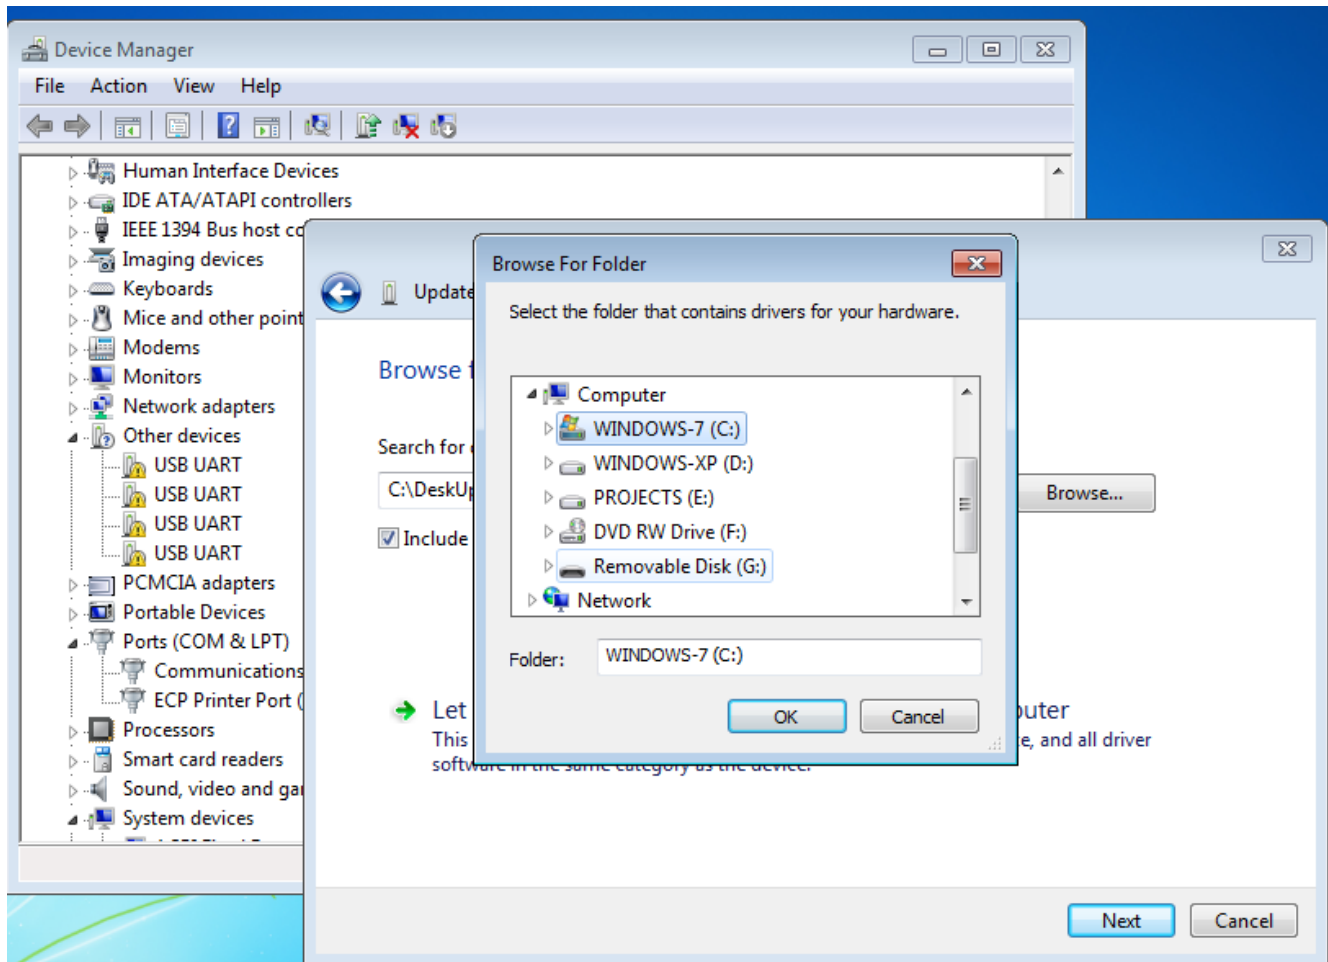 Device Manager
File Action View Help
Human Interface Devices
IDE ATA/ATAPI controllers
IEEE 1394 Bus host
Imaging devices
Keyboards
Mice and other point
Modems
Monitors
Network adapters
Other devices
USB UART
USB UART
USB UART
USB UART
PCMCIA adapters
Portable Devices
Ports (COM & LPT)
Communications
ECP Printer Port (
Processors
Smart card readers
Sound, video and
System devices
Update
Browse
Search for
C:\DeskUp
Browse...
Include
Let
puter
This
e, and all driver
software in the same category as the device.
Next Cancel
Browse For Folder
Select the folder that contains drivers for your hardware.
Computer
WINDOWS-7 (C:)
WINDOWS-XP (D:)
PROJECTS (E:)
DVD RW Drive (F:)
Removable Disk (G:)
Network
Folder: WINDOWS-7 (C:)
OK Cancel